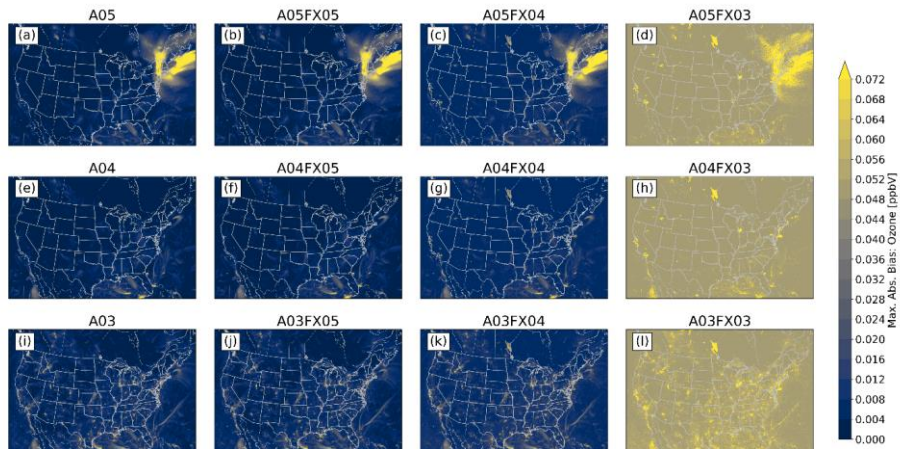 A05 A05FX05 A05FX04 A05FX03
(a) (b) (c) (d)
A04 A04FX05 A04FX04 A04FX03
(e) (f) (g) (h)
A03 A03FX05 A03FX04 A03FX03
(i) (j) (k) (l)
0.072
0.068
0.064
0.060
0.056
0.052
0.048
0.044
0.040
0.036
0.032
0.028
0.024
0.020
0.016
0.012
0.008
0.004
0.000
Max. Abs. Bias: Ozone [ppbV]